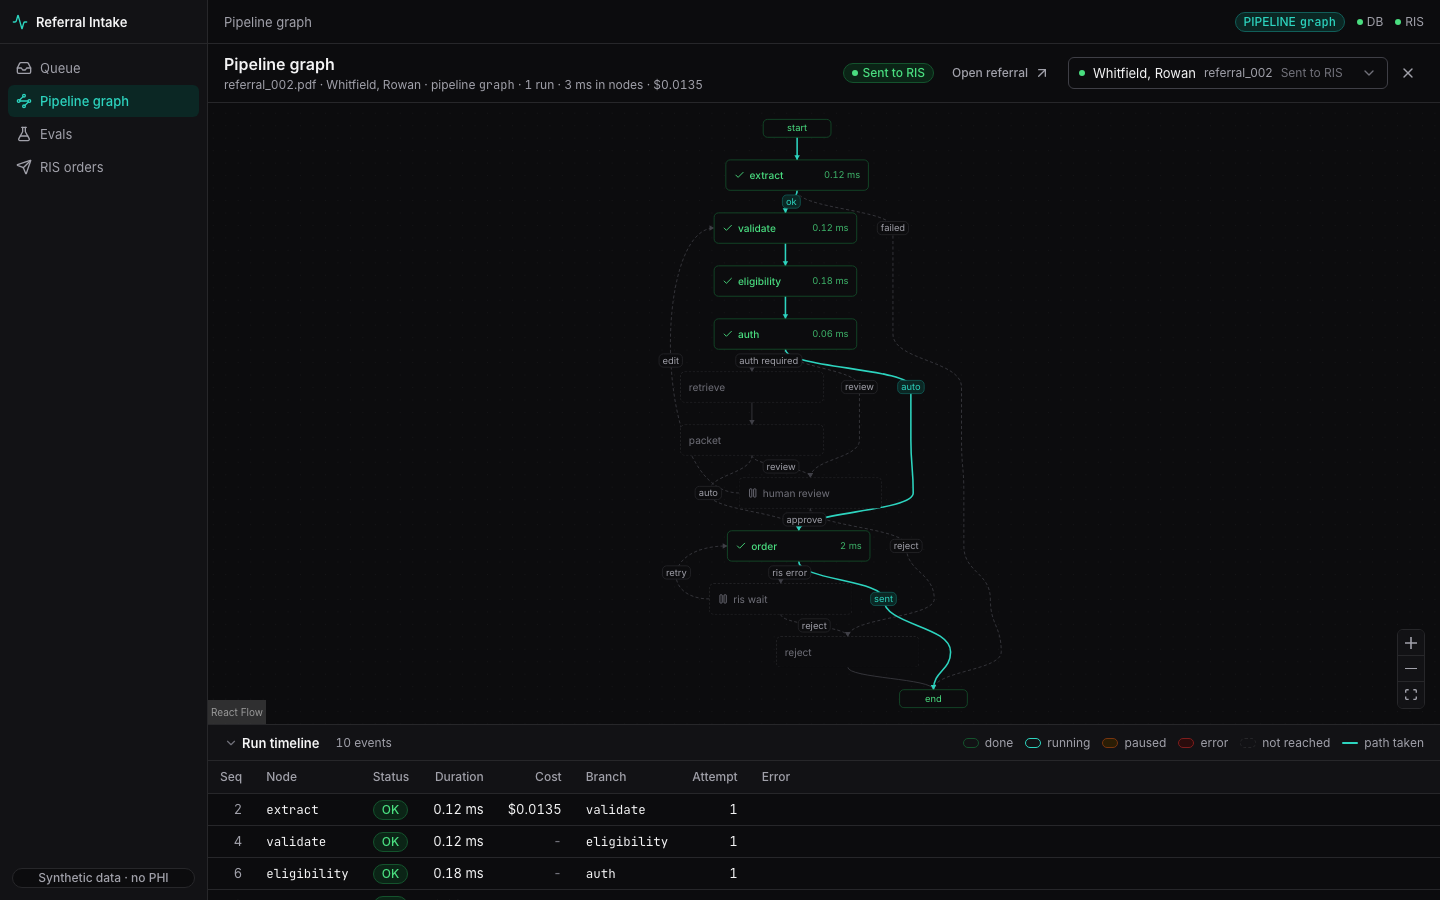 Referral Intake
Queue
Pipeline graph
Evals
RIS orders
Synthetic data · no PHI
Pipeline graph
PIPELINE graph
DB
RIS
Pipeline graph
referral_002.pdf · Whitfield, Rowan · pipeline graph · 1 run · 3 ms in nodes · $0.0135
Sent to RIS
Open referral
Whitfield, Rowan referral_002 Sent to RIS
start
extract 0.12 ms
ok
validate 0.12 ms
failed
eligibility 0.18 ms
auth 0.06 ms
edit
auth required
retrieve
review
auto
packet
review
auto
human review
approve
order 2 ms
reject
retry
ris error
ris wait
sent
reject
reject
end
React Flow
Run timeline 10 events
done
running
paused
error
not reached
path taken
Seq Node Status Duration Cost Branch Attempt Error
2 extract OK 0.12 ms $0.0135 validate 1
4 validate OK 0.12 ms - eligibility 1
6 eligibility OK 0.18 ms - auth 1